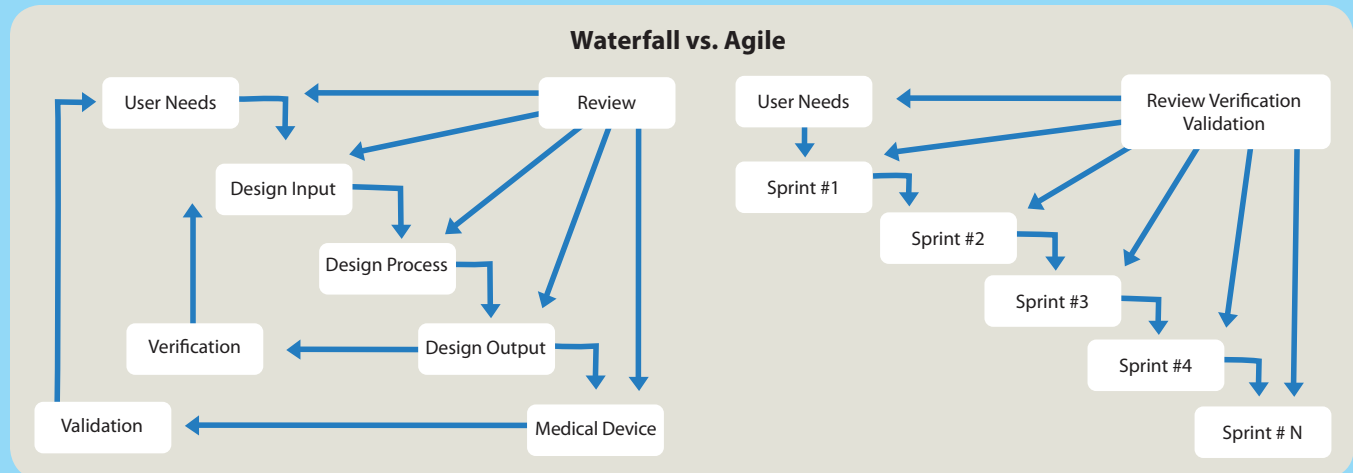 Waterfall vs. Agile
User Needs
Review
Design Input
Design Process
Verification
Design Output
Validation
Medical Device
User Needs
Review Verification
Validation
Sprint #1
Sprint #2
Sprint #3
Sprint #4
Sprint # N